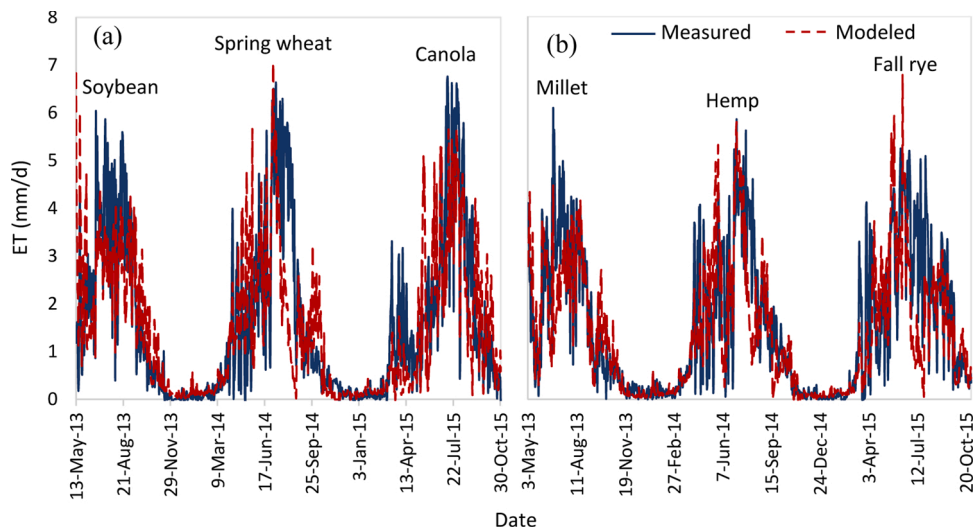 8
7
6
5
4
3
2
1
0
ET (mm/d)
(a)
Soybean
Spring wheat
Canola
13-May-13
21-Aug-13
29-Nov-13
9-Mar-14
17-Jun-14
25-Sep-14
3-Jan-15
13-Apr-15
22-Jul-15
30-Oct-15
(b)
Measured
Modeled
Millet
Hemp
Fall rye
3-May-13
11-Aug-13
19-Nov-13
27-Feb-14
7-Jun-14
15-Sep-14
24-Dec-14
3-Apr-15
12-Jul-15
20-Oct-15
Date